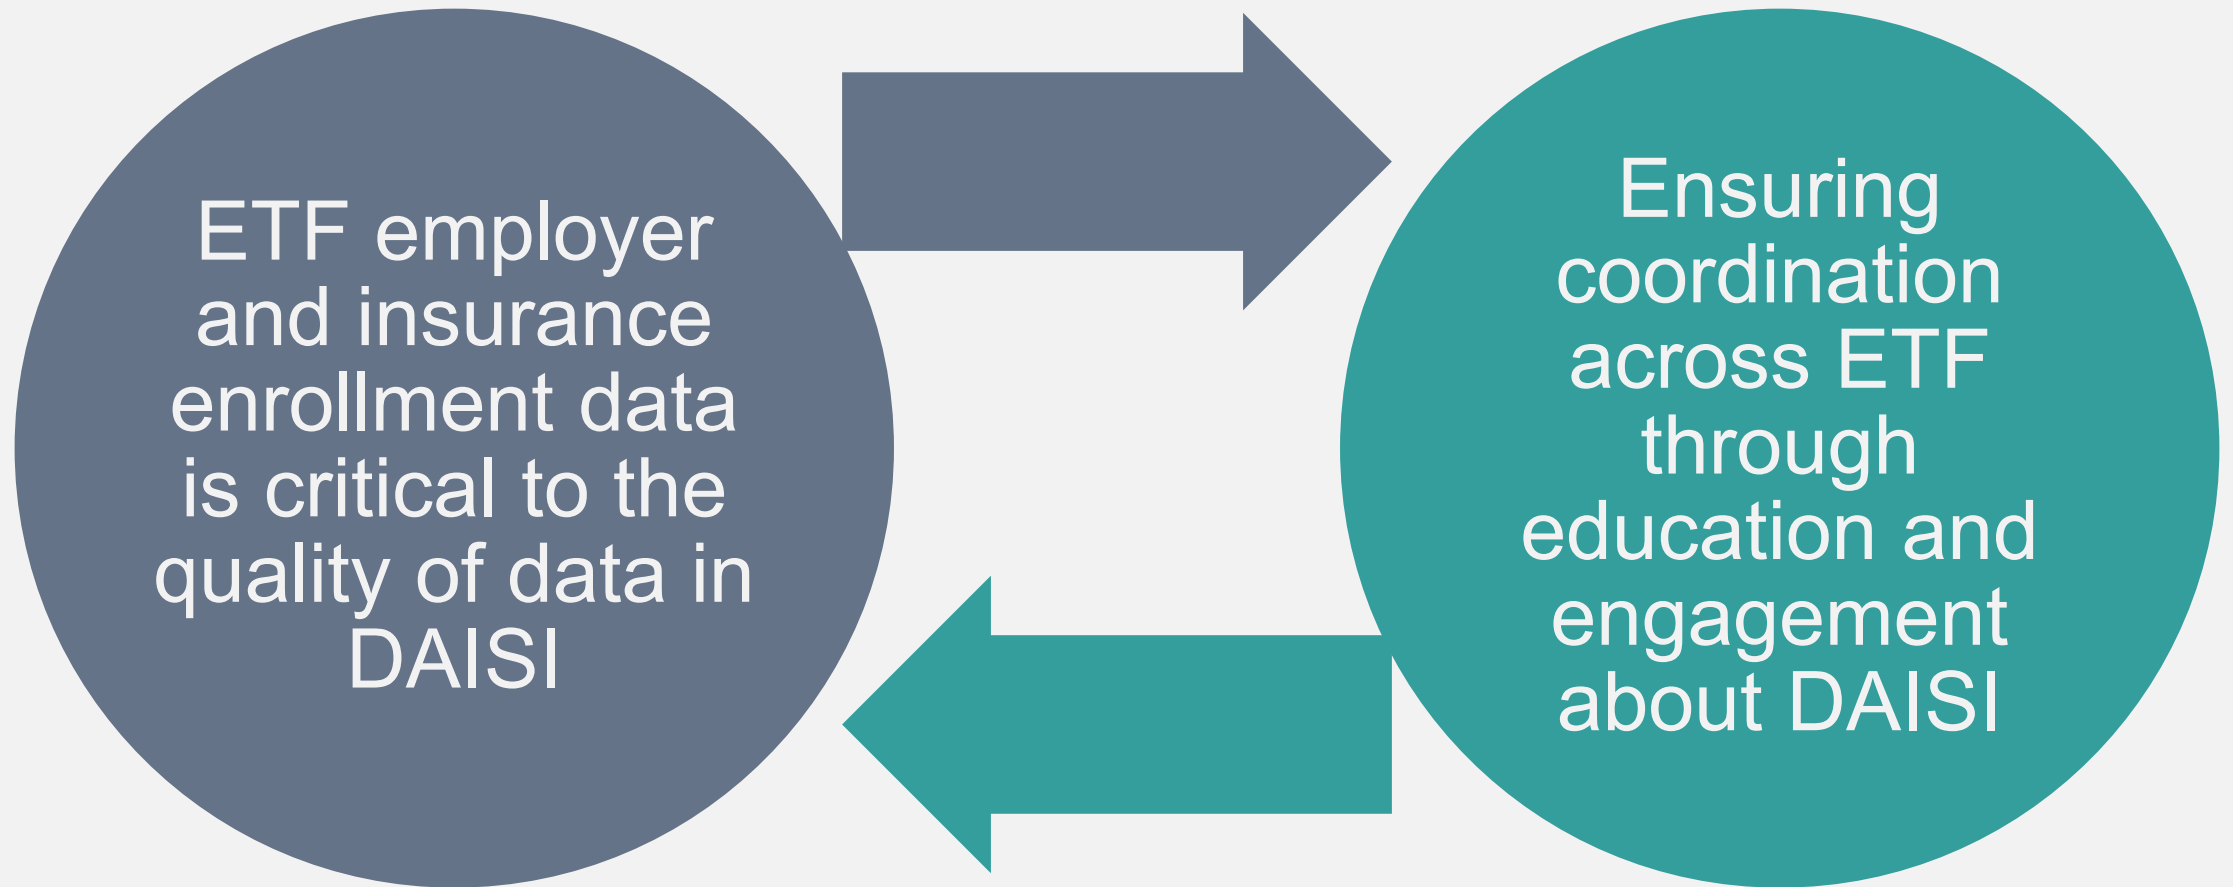 ETF employer
and insurance
enrollment data
is critical to the
quality of data in
DAISI
Ensuring
coordination
across ETF
through
education and
engagement
about DAISI